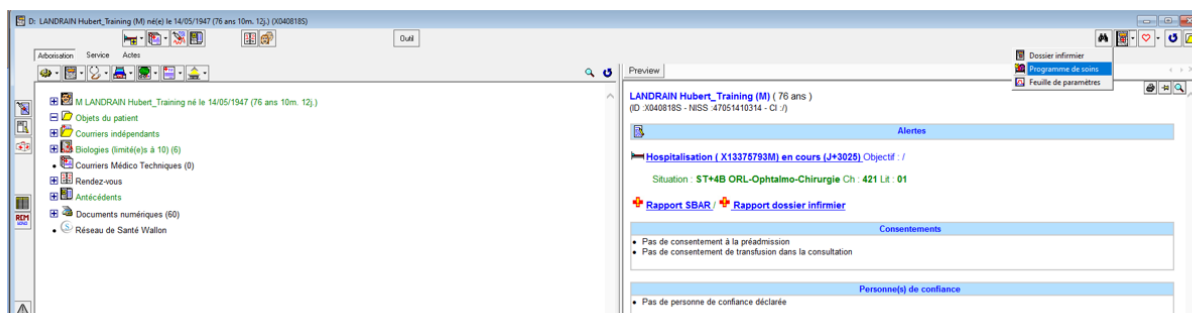 D: LANDRAIN Hubert_Training (M) né(e) le 14/05/1947 (76 ans 10m. 12j.) (X040818S)
Outil
Arborisation Service Actes
Dossier infirmier
Programme de soins
Feuille de paramètres
M LANDRAIN Hubert_Training né le 14/05/1947 (76 ans 10m. 12j.)
Objets du patient
Courriers indépendants
Biologies (limité(e)s à 10) (6)
Courriers Médico Techniques (0)
Rendez-vous
Antécédents
Documents numériques (60)
Réseau de Santé Wallon
REM
Preview
LANDRAIN Hubert_Training (M) ( 76 ans )
(ID :X040818S - NISS :47051410314 - CI :/)
Alertes
Hospitalisation ( X13375793M) en cours (J+3025) Objectif : /
Situation : ST+4B ORL-Ophtalmo-Chirurgie Ch : 421 Lit : 01
Rapport SBAR / Rapport dossier infirmier
Consentements
• Pas de consentement à la préadmission
• Pas de consentement de transfusion dans la consultation
Personne(s) de confiance
• Pas de personne de confiance déclarée